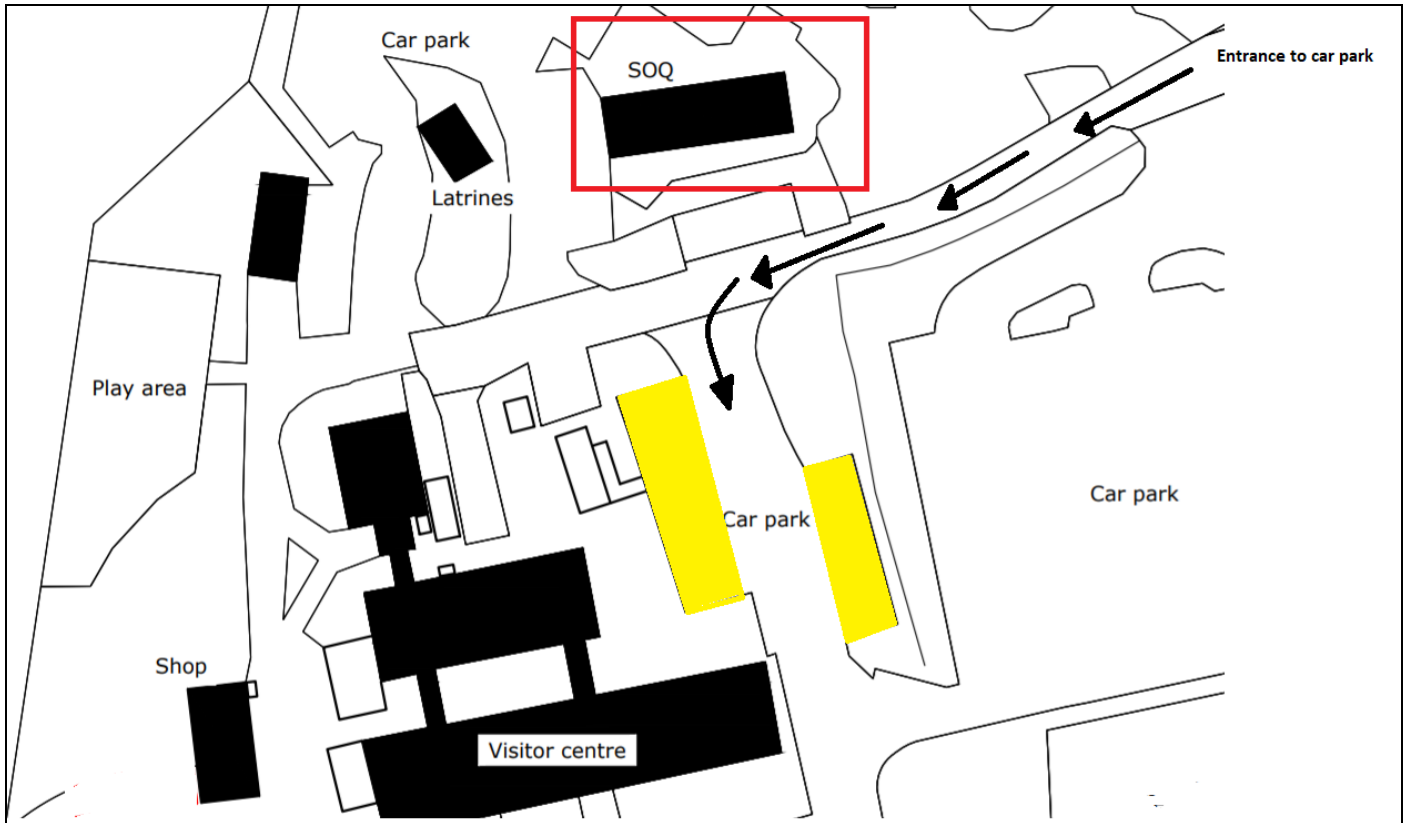 Car park
Entrance to car park
SOQ
Latrines
Play area
Car park
Car park
Shop
Visitor centre